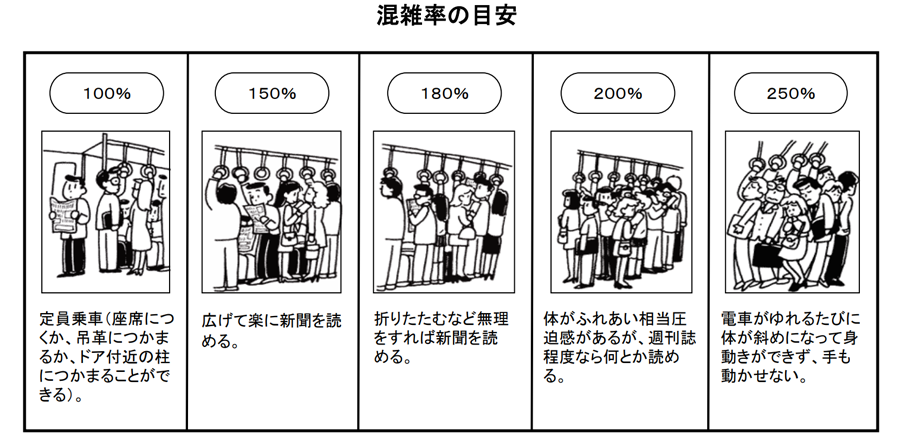 混雑率の目安
100%
定員乗車(座席につ
くか、吊革につかま
るか、ドア付近の柱
につかまることがで
きる)。
150%
広げて楽に新聞を読
める。
180%
折りたたむなど無理
をすれば新聞を読
める。
200%
体がふれあい相当圧
迫感があるが、週刊誌
程度なら何とか読め
る。
250%
電車がゆれるたびに
体が斜めになって身
動きができず、手も
動かせない。